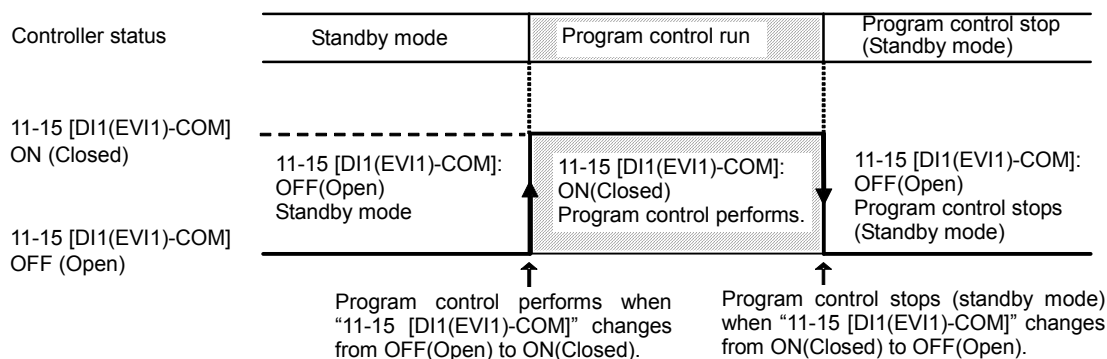 Controller status
Standby mode
Program control run
Program control stop
(Standby mode)
11-15 [DI1(EVI1)-COM]
ON (Closed)
11-15 [DI1(EVI1)-COM]:
OFF(Open)
Standby mode
11-15 [DI1(EVI1)-COM]:
ON(Closed)
Program control performs.
11-15 [DI1(EVI1)-COM]:
OFF(Open)
Program control stops
(Standby mode)
11-15 [DI1(EVI1)-COM]
OFF (Open)
Program control performs when
“11-15 [DI1(EVI1)-COM]” changes
from OFF(Open) to ON(Closed).
Program control stops (standby mode)
when “11-15 [DI1(EVI1)-COM]” changes
from ON(Closed) to OFF(Open).